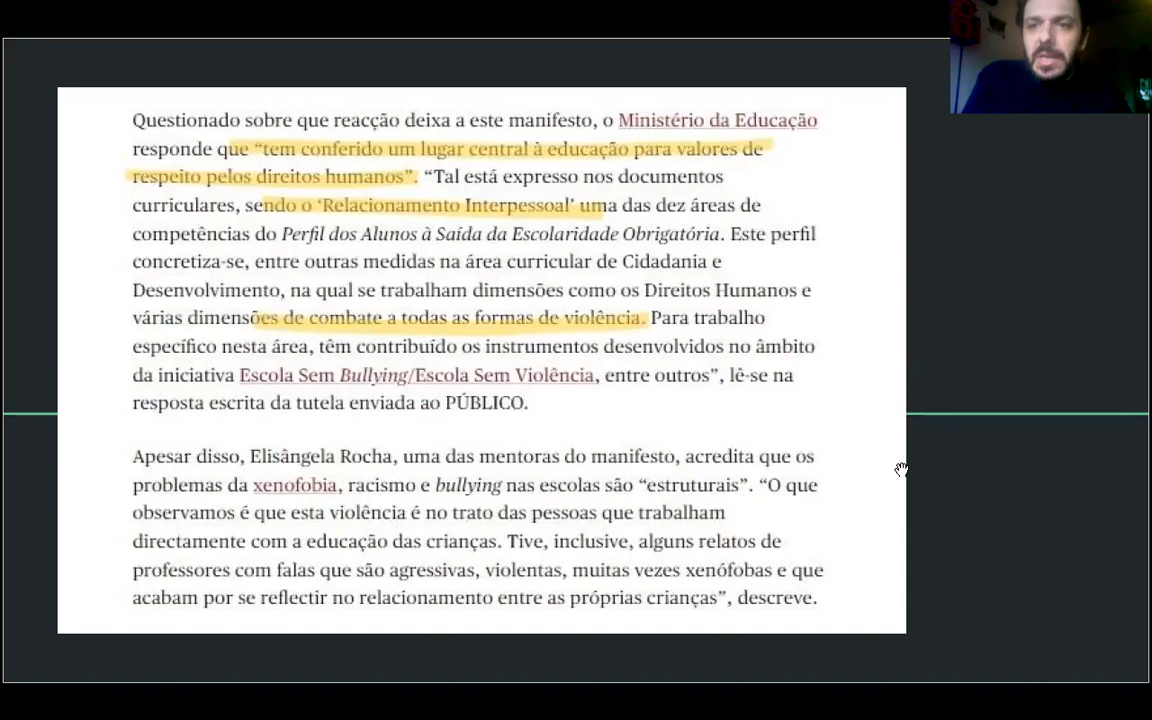 Questionado sobre que reacção deixa a este manifesto, o Ministério da Educação
responde que “tem conferido um lugar central à educação para valores de
respeito pelos direitos humanos”. “Tal está expresso nos documentos
curriculares, sendo o ‘Relacionamento Interpessoal’ uma das dez áreas de
competências do Perfil dos Alunos à Saída da Escolaridade Obrigatória. Este perfil
concretiza-se, entre outras medidas na área curricular de Cidadania e
Desenvolvimento, na qual se trabalham dimensões como os Direitos Humanos e
várias dimensões de combate a todas as formas de violência. Para trabalho
específico nesta área, têm contribuído os instrumentos desenvolvidos no âmbito
da iniciativa Escola Sem Bullying/Escola Sem Violência, entre outros”, lê-se na
resposta escrita da tutela enviada ao PÚBLICO.
Apesar disso, Elisângela Rocha, uma das mentoras do manifesto, acredita que os
problemas da xenofobia, racismo e bullying nas escolas são “estruturais”. “O que
observamos é que esta violência é no trato das pessoas que trabalham
directamente com a educação das crianças. Tive, inclusive, alguns relatos de
professores com falas que são agressivas, violentas, muitas vezes xenófobas e que
acabam por se reflectir no relacionamento entre as próprias crianças”, descreve.